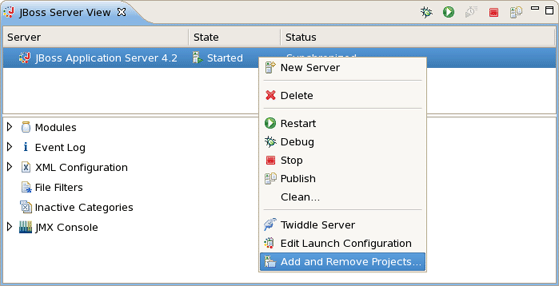 JBoss Server View
Server State Status
JBoss Application Server 4.2 Started Synchronized
New Server
Delete
Restart
Debug
Stop
Publish
Clean...
Twiddle Server
Edit Launch Configuration
Add and Remove Projects...
Modules
Event Log
XML Configuration
File Filters
Inactive Categories
JMX Console